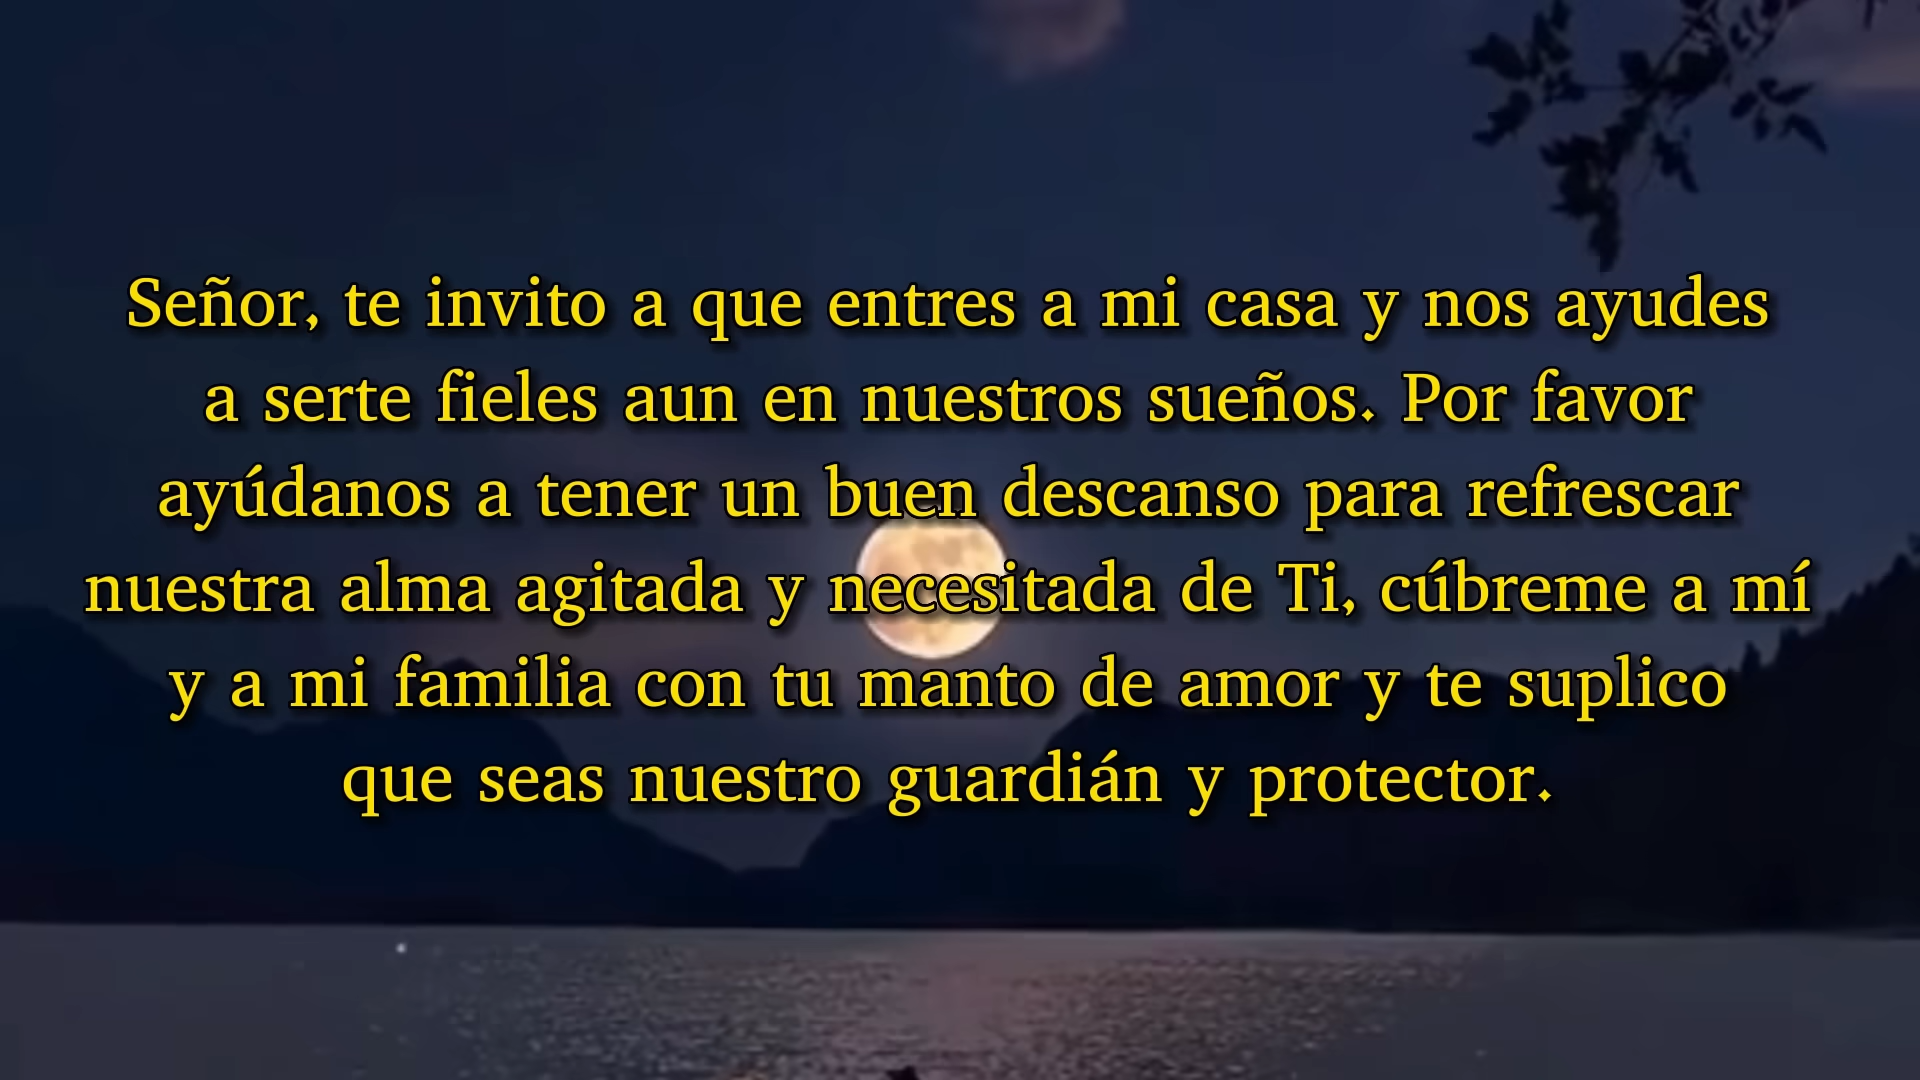 Señor, te invito a que entres a mi casa y nos ayudes
a serte fieles aun en nuestros sueños. Por favor
ayúdanos a tener un buen descanso para refrescar
nuestra alma agitada y necesitada de Ti, cúbreme a mí
y a mi familia con tu manto de amor y te suplico
que seas nuestro guardián y protector.